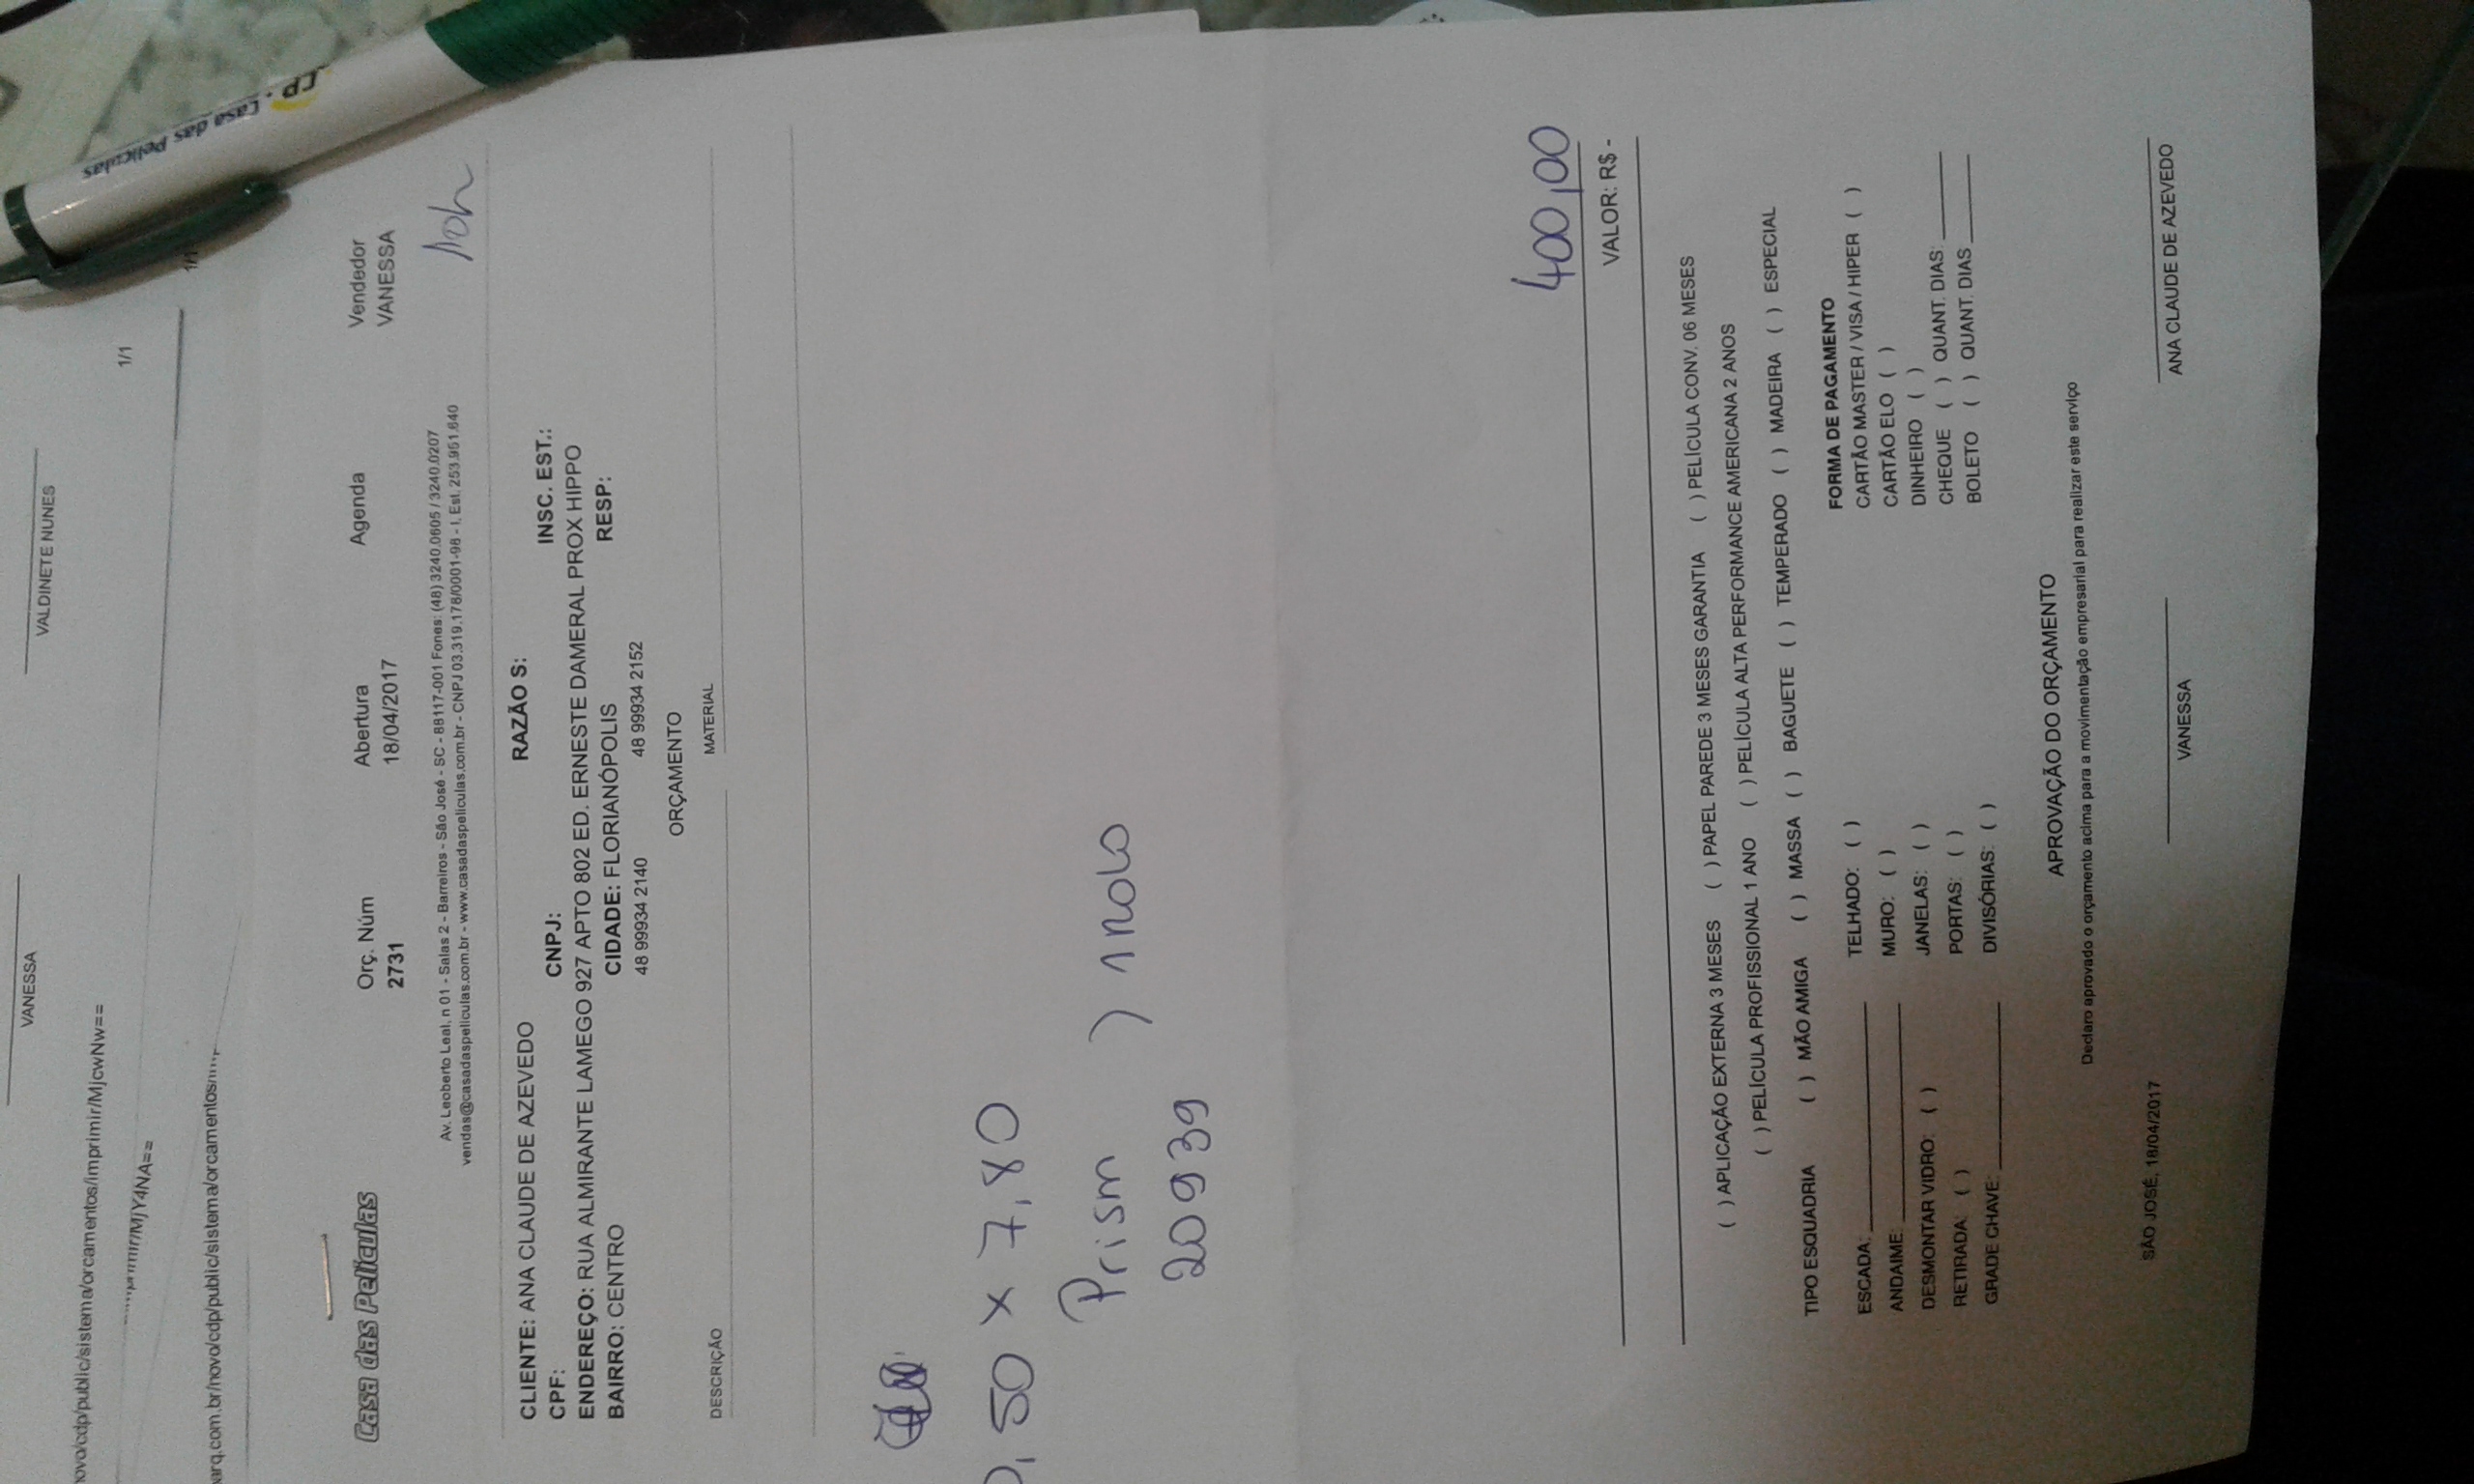 VANESSA
VALDINETE NUNES
novo/cdp/public/sistema/orcamentos/imprimir/MjcwNw==
1/1
MjY4NA==
arq.com.br/novo/cdp/public/sistema/orcamentos/
1/1
CP. Casa das Películas
Casa das Películas
Orç. Núm
2731
Abertura
18/04/2017
Agenda
Vendedor
VANESSA
Av. Leoberto Leal, n 01 - Salas 2 - Barreiros - São José - SC - 88117-001 Fones: (48) 3240.0605 / 3240.0207
vendas@casadaspeliculas.com.br - www.casadaspeliculas.com.br - CNPJ 03.319.178/0001-98 - I. Est. 253.951.640
CLIENTE: ANA CLAUDE DE AZEVEDO RAZÃO S:
CPF: CNPJ: INSC. EST.:
ENDEREÇO: RUA ALMIRANTE LAMEGO 927 APTO 802 ED. ERNESTE DAMERAL PROX HIPPO
BAIRRO: CENTRO CIDADE: FLORIANÓPOLIS RESP:
48 99934 2140 48 99934 2152
ORÇAMENTO
DESCRIÇÃO MATERIAL
,50 x 7,80
Prism ) 1 rolo
20939
400,00
VALOR: R$ -
( ) APLICAÇÃO EXTERNA 3 MESES ( ) PAPEL PAREDE 3 MESES GARANTIA ( ) PELÍCULA CONV. 06 MESES
( ) PELÍCULA PROFISSIONAL 1 ANO ( ) PELÍCULA ALTA PERFORMANCE AMERICANA 2 ANOS
TIPO ESQUADRIA ( ) MÃO AMIGA ( ) MASSA ( ) BAGUETE ( ) TEMPERADO ( ) MADEIRA ( ) ESPECIAL
ESCADA: TELHADO: ( )
ANDAIME: MURO: ( )
DESMONTAR VIDRO: ( ) JANELAS: ( )
RETIRADA: ( ) PORTAS: ( )
GRADE CHAVE: DIVISÓRIAS: ( )
FORMA DE PAGAMENTO
CARTÃO MASTER / VISA / HIPER ( )
CARTÃO ELO ( )
DINHEIRO ( )
CHEQUE ( ) QUANT. DIAS:
BOLETO ( ) QUANT. DIAS
APROVAÇÃO DO ORÇAMENTO
Declaro aprovado o orçamento acima para a movimentação empresarial para realizar este serviço
SÃO JOSÉ, 18/04/2017
VANESSA
ANA CLAUDE DE AZEVEDO